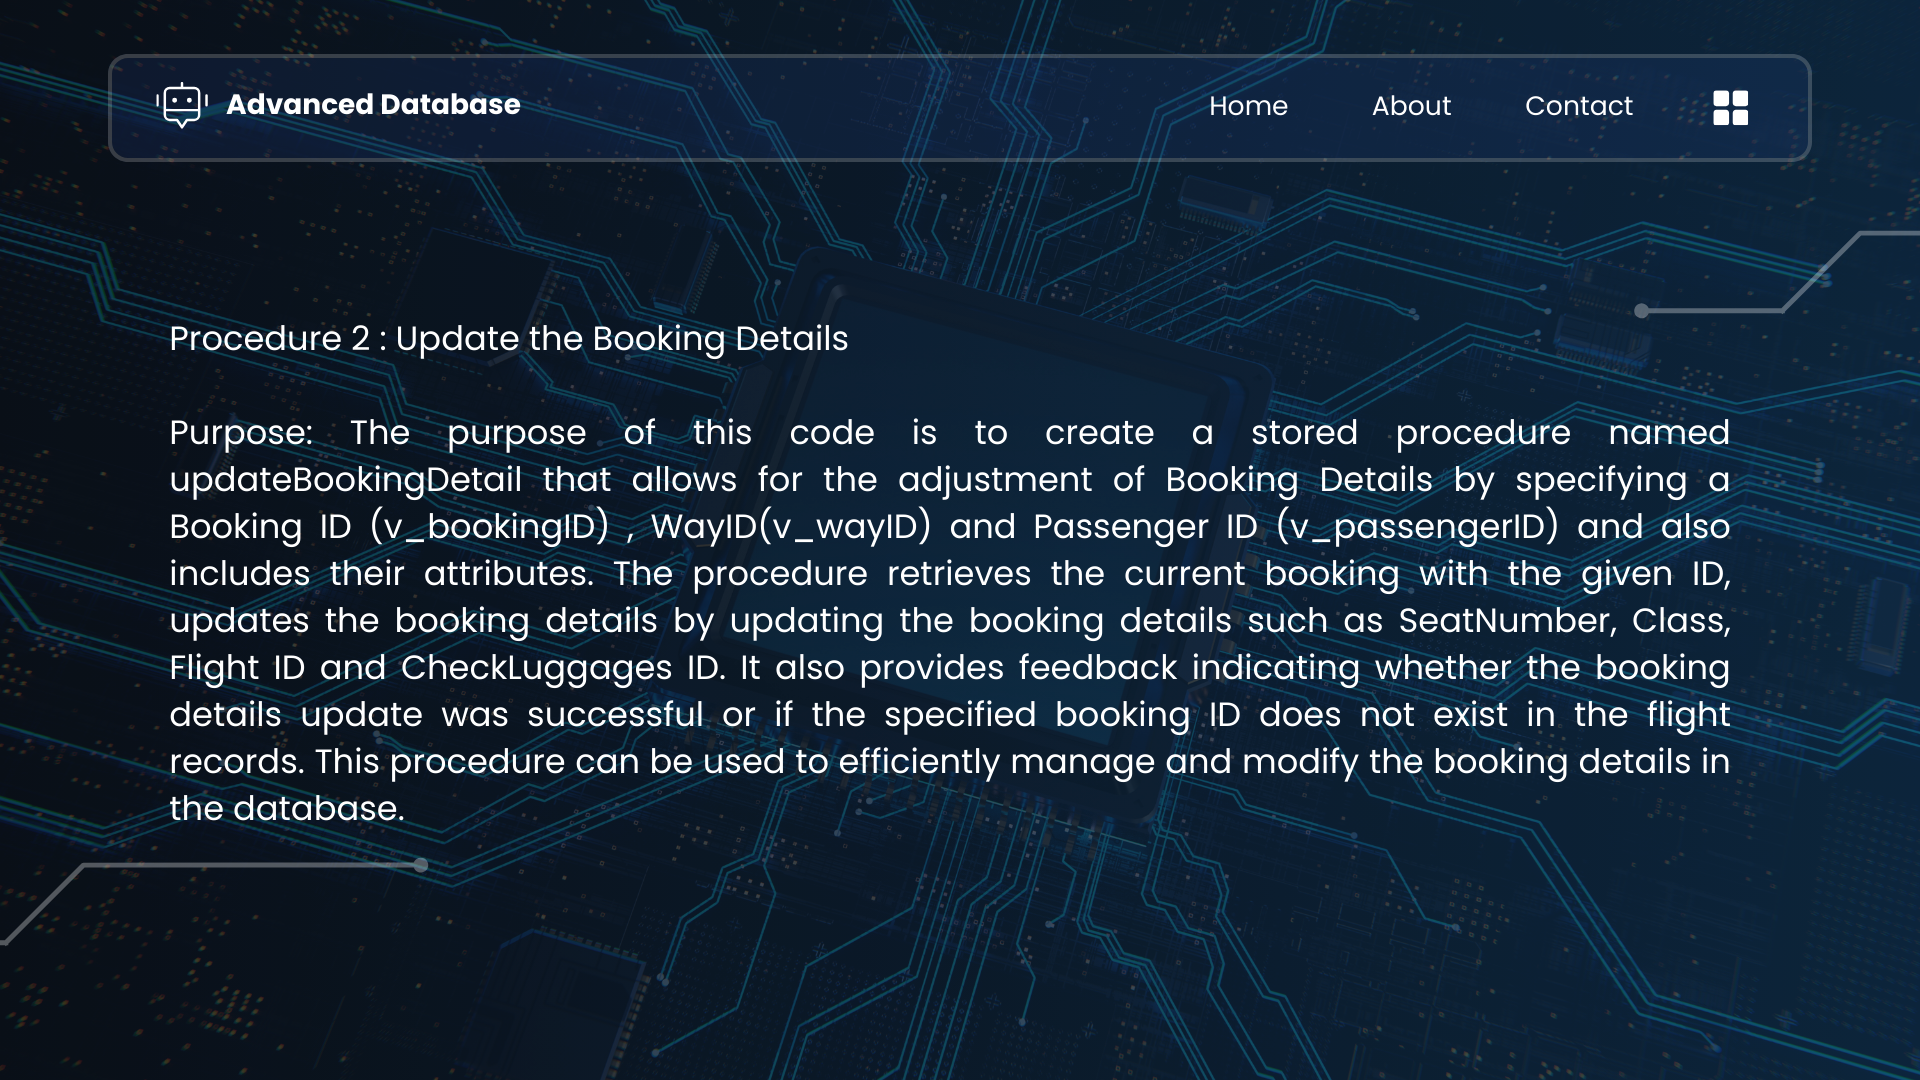 Advanced Database
Home About Contact
Procedure 2 : Update the Booking Details
Purpose: The purpose of this code is to create a stored procedure named
updateBookingDetail that allows for the adjustment of Booking Details by specifying a
Booking ID (v_bookingID) , WayID(v_wayID) and Passenger ID (v_passengerID) and also
includes their attributes. The procedure retrieves the current booking with the given ID,
updates the booking details by updating the booking details such as SeatNumber, Class,
Flight ID and CheckLuggages ID. It also provides feedback indicating whether the booking
details update was successful or if the specified booking ID does not exist in the flight
records. This procedure can be used to efficiently manage and modify the booking details in
the database.